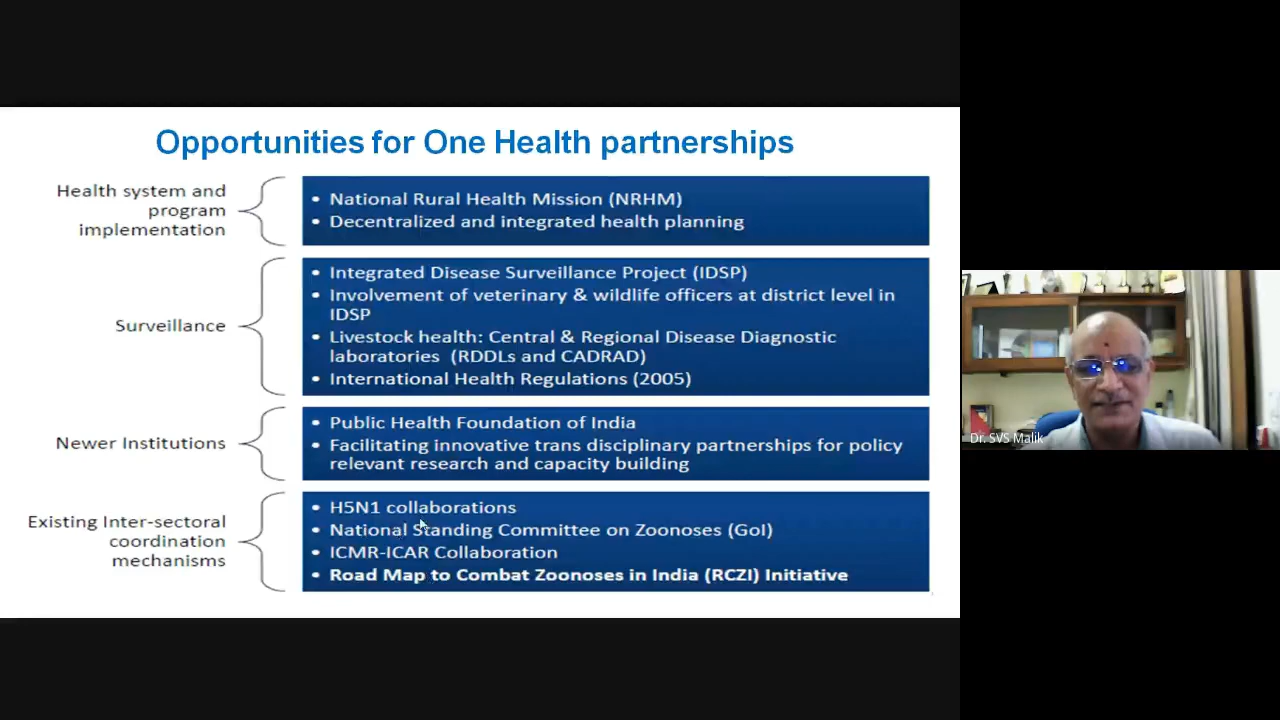 Opportunities for One Health partnerships
Health system and
program
implementation
• National Rural Health Mission (NRHM)
• Decentralized and integrated health planning
Surveillance
• Integrated Disease Surveillance Project (IDSP)
• Involvement of veterinary & wildlife officers at district level in
IDSP
• Livestock health: Central & Regional Disease Diagnostic
laboratories (RDDLs and CADRAD)
• International Health Regulations (2005)
Newer Institutions
• Public Health Foundation of India
• Facilitating innovative trans disciplinary partnerships for policy
relevant research and capacity building
Existing Inter-sectoral
coordination
mechanisms
• H5N1 collaborations
• National Standing Committee on Zoonoses (GoI)
• ICMR-ICAR Collaboration
• Road Map to Combat Zoonoses in India (RCZI) Initiative
Dr. SVS Malik